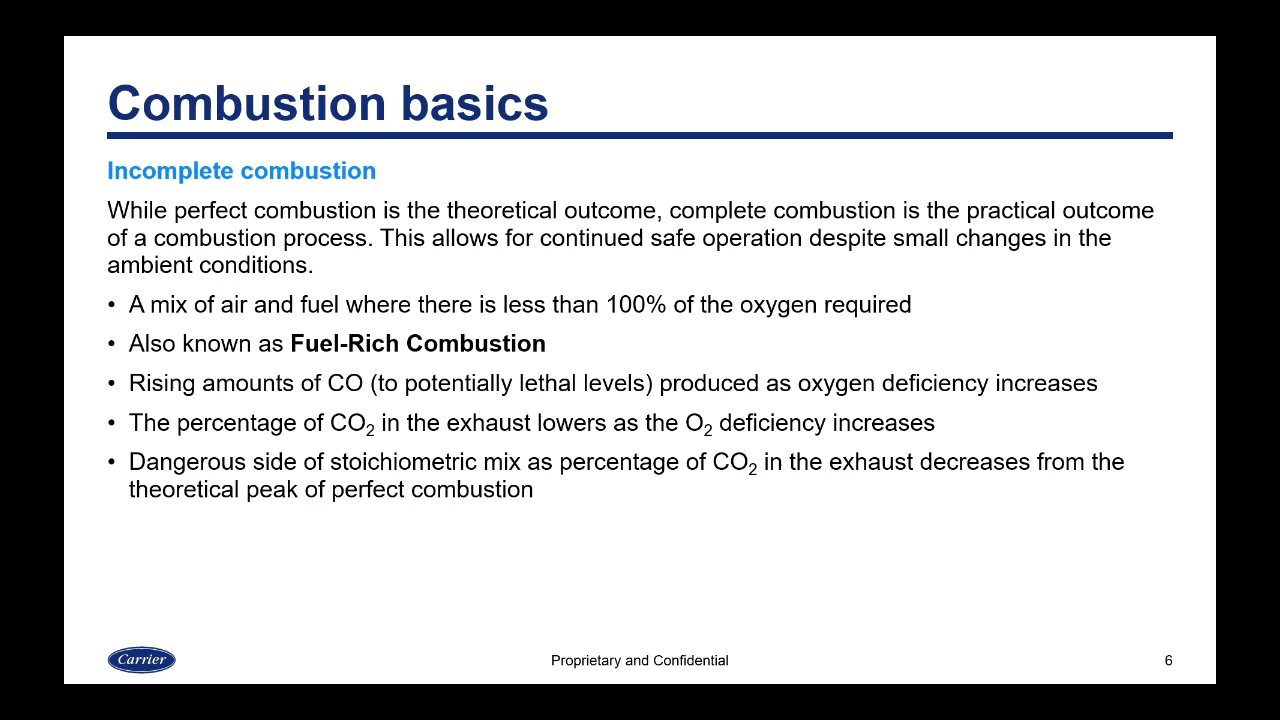 Combustion basics
Incomplete combustion
While perfect combustion is the theoretical outcome, complete combustion is the practical outcome
of a combustion process. This allows for continued safe operation despite small changes in the
ambient conditions.
• A mix of air and fuel where there is less than 100% of the oxygen required
• Also known as Fuel-Rich Combustion
• Rising amounts of CO (to potentially lethal levels) produced as oxygen deficiency increases
• The percentage of CO₂ in the exhaust lowers as the O₂ deficiency increases
• Dangerous side of stoichiometric mix as percentage of CO₂ in the exhaust decreases from the
theoretical peak of perfect combustion
Carrier
Proprietary and Confidential
6